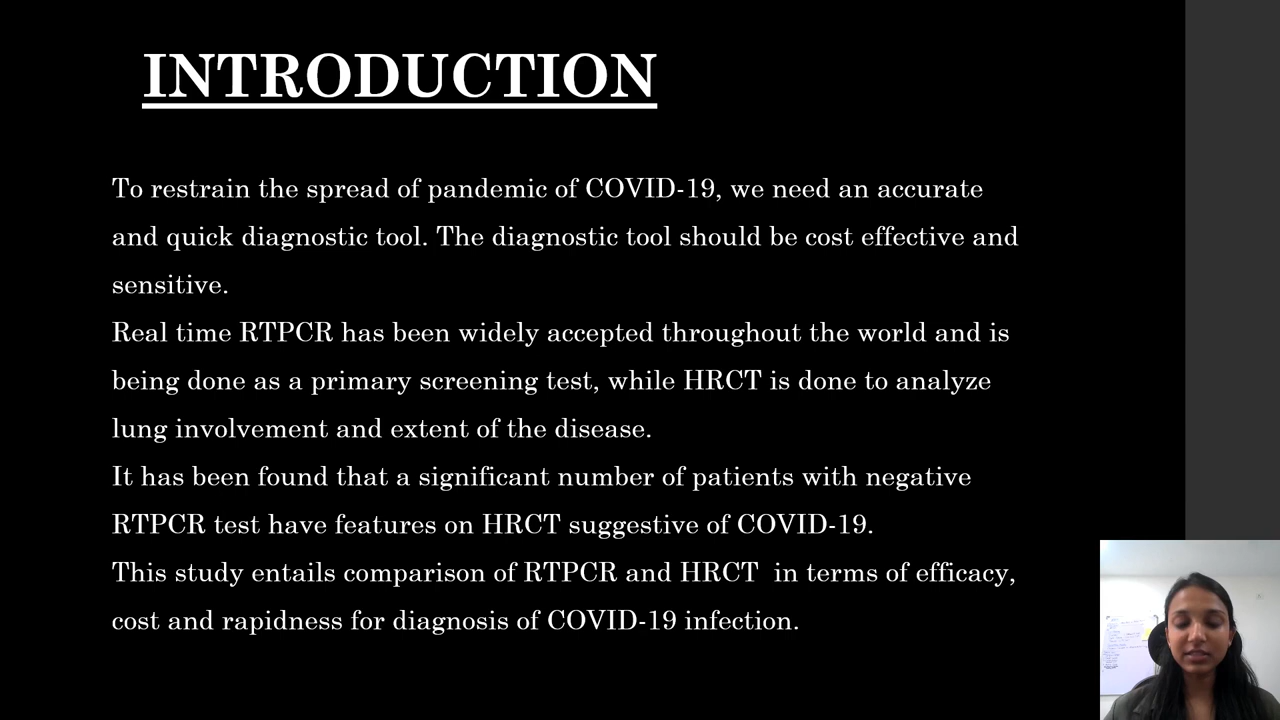 INTRODUCTION
To restrain the spread of pandemic of COVID-19, we need an accurate
and quick diagnostic tool. The diagnostic tool should be cost effective and
sensitive.
Real time RTPCR has been widely accepted throughout the world and is
being done as a primary screening test, while HRCT is done to analyze
lung involvement and extent of the disease.
It has been found that a significant number of patients with negative
RTPCR test have features on HRCT suggestive of COVID-19.
This study entails comparison of RTPCR and HRCT  in terms of efficacy,
cost and rapidness for diagnosis of COVID-19 infection.